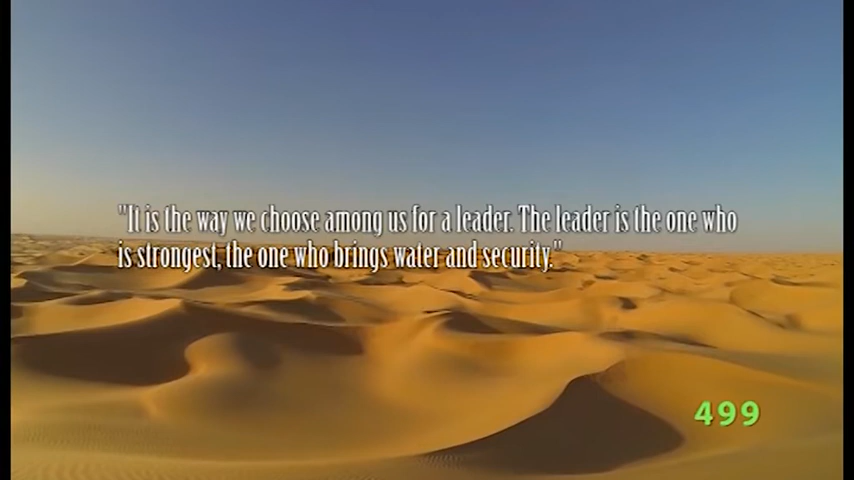 "It is the way we choose among us for a leader. The leader is the one who
is strongest, the one who brings water and security."
499